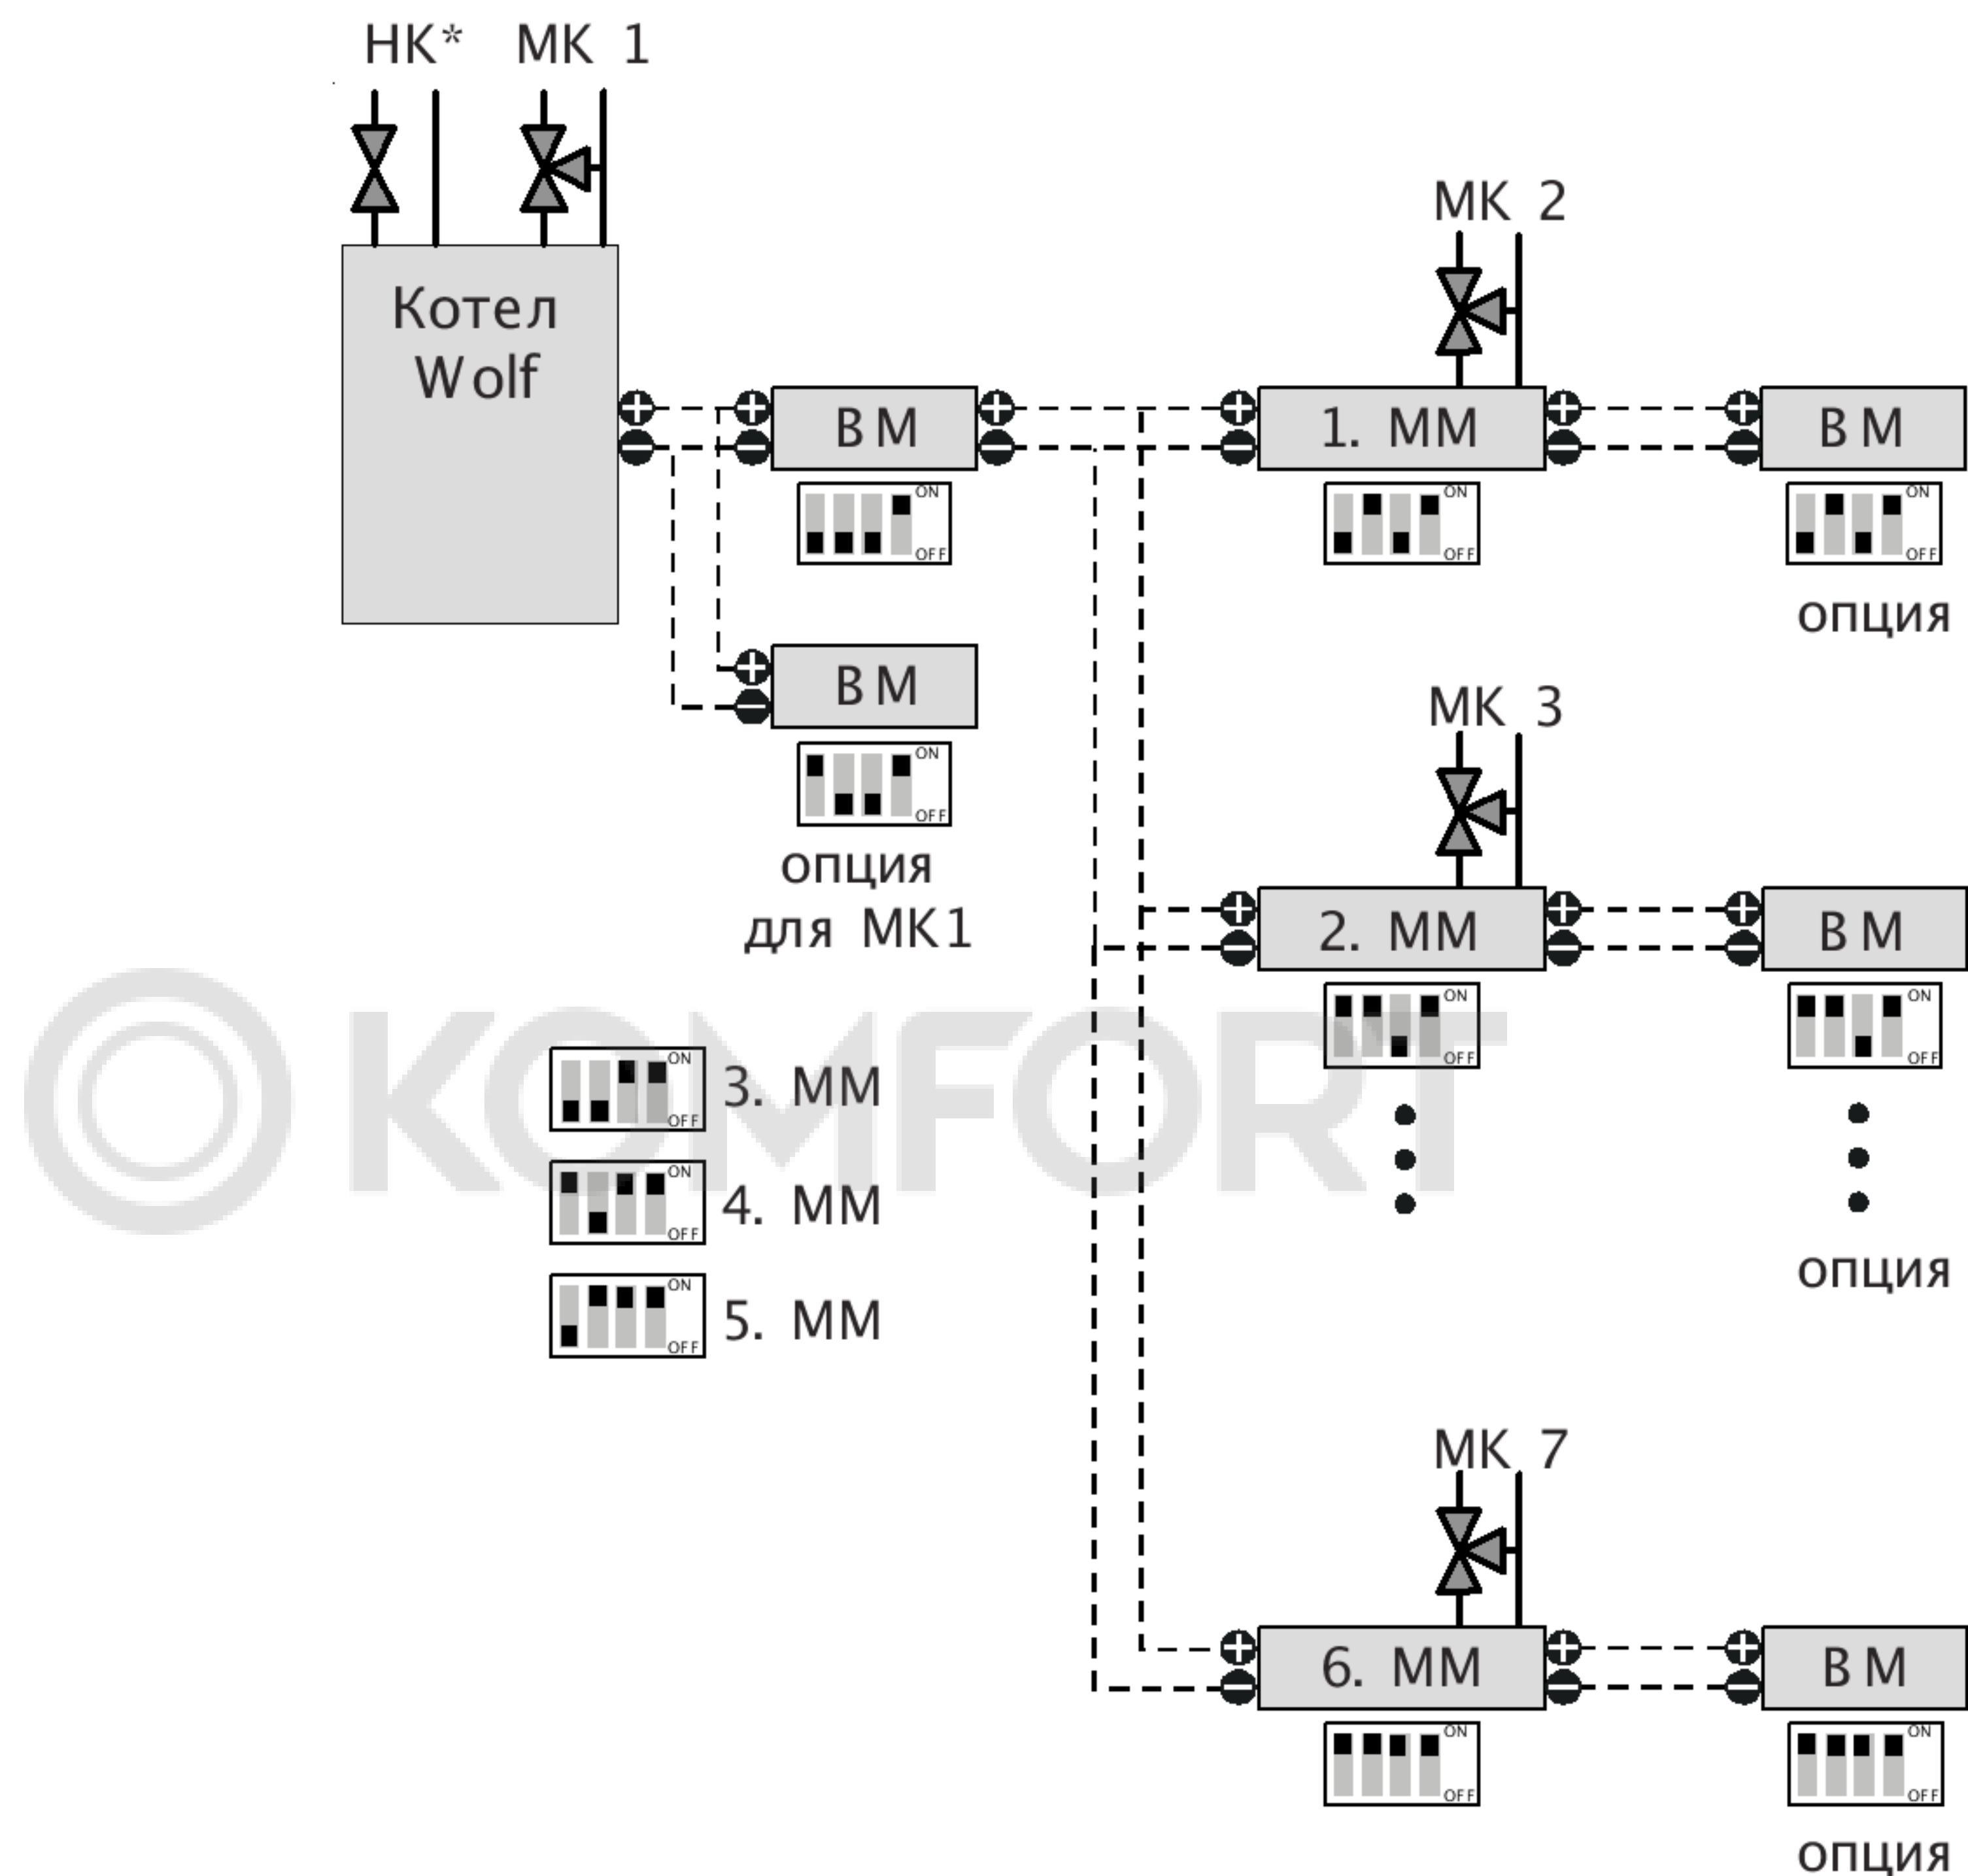 НК* МК 1
Котел
Wolf
МК 2
ВМ
1. ММ
ВМ
ON
OFF
ON
OFF
ON
OFF
опция
ВМ
ON
OFF
опция
для МК1
МК 3
2. ММ
ВМ
ON
OFF
ON
OFF
KOMFORT
ON
OFF
3. ММ
ON
OFF
4. ММ
ON
OFF
5. ММ
опция
МК 7
6. ММ
ВМ
ON
OFF
ON
OFF
опция